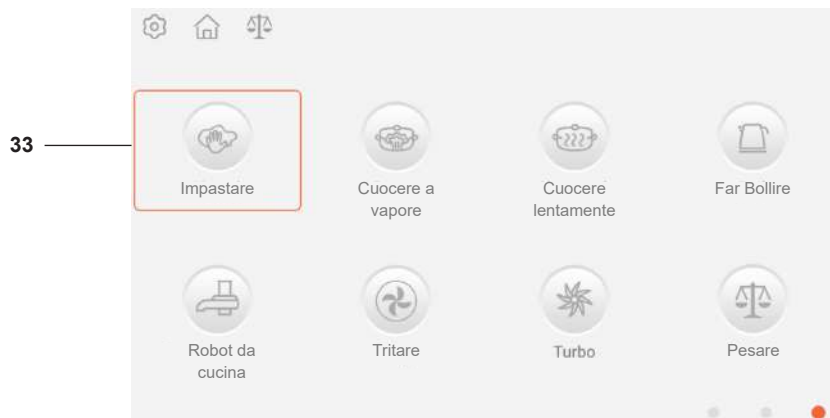 33
Impastare
Cuocere a
vapore
Cuocere
lentamente
Far Bollire
Robot da
cucina
Tritare
Turbo
Pesare